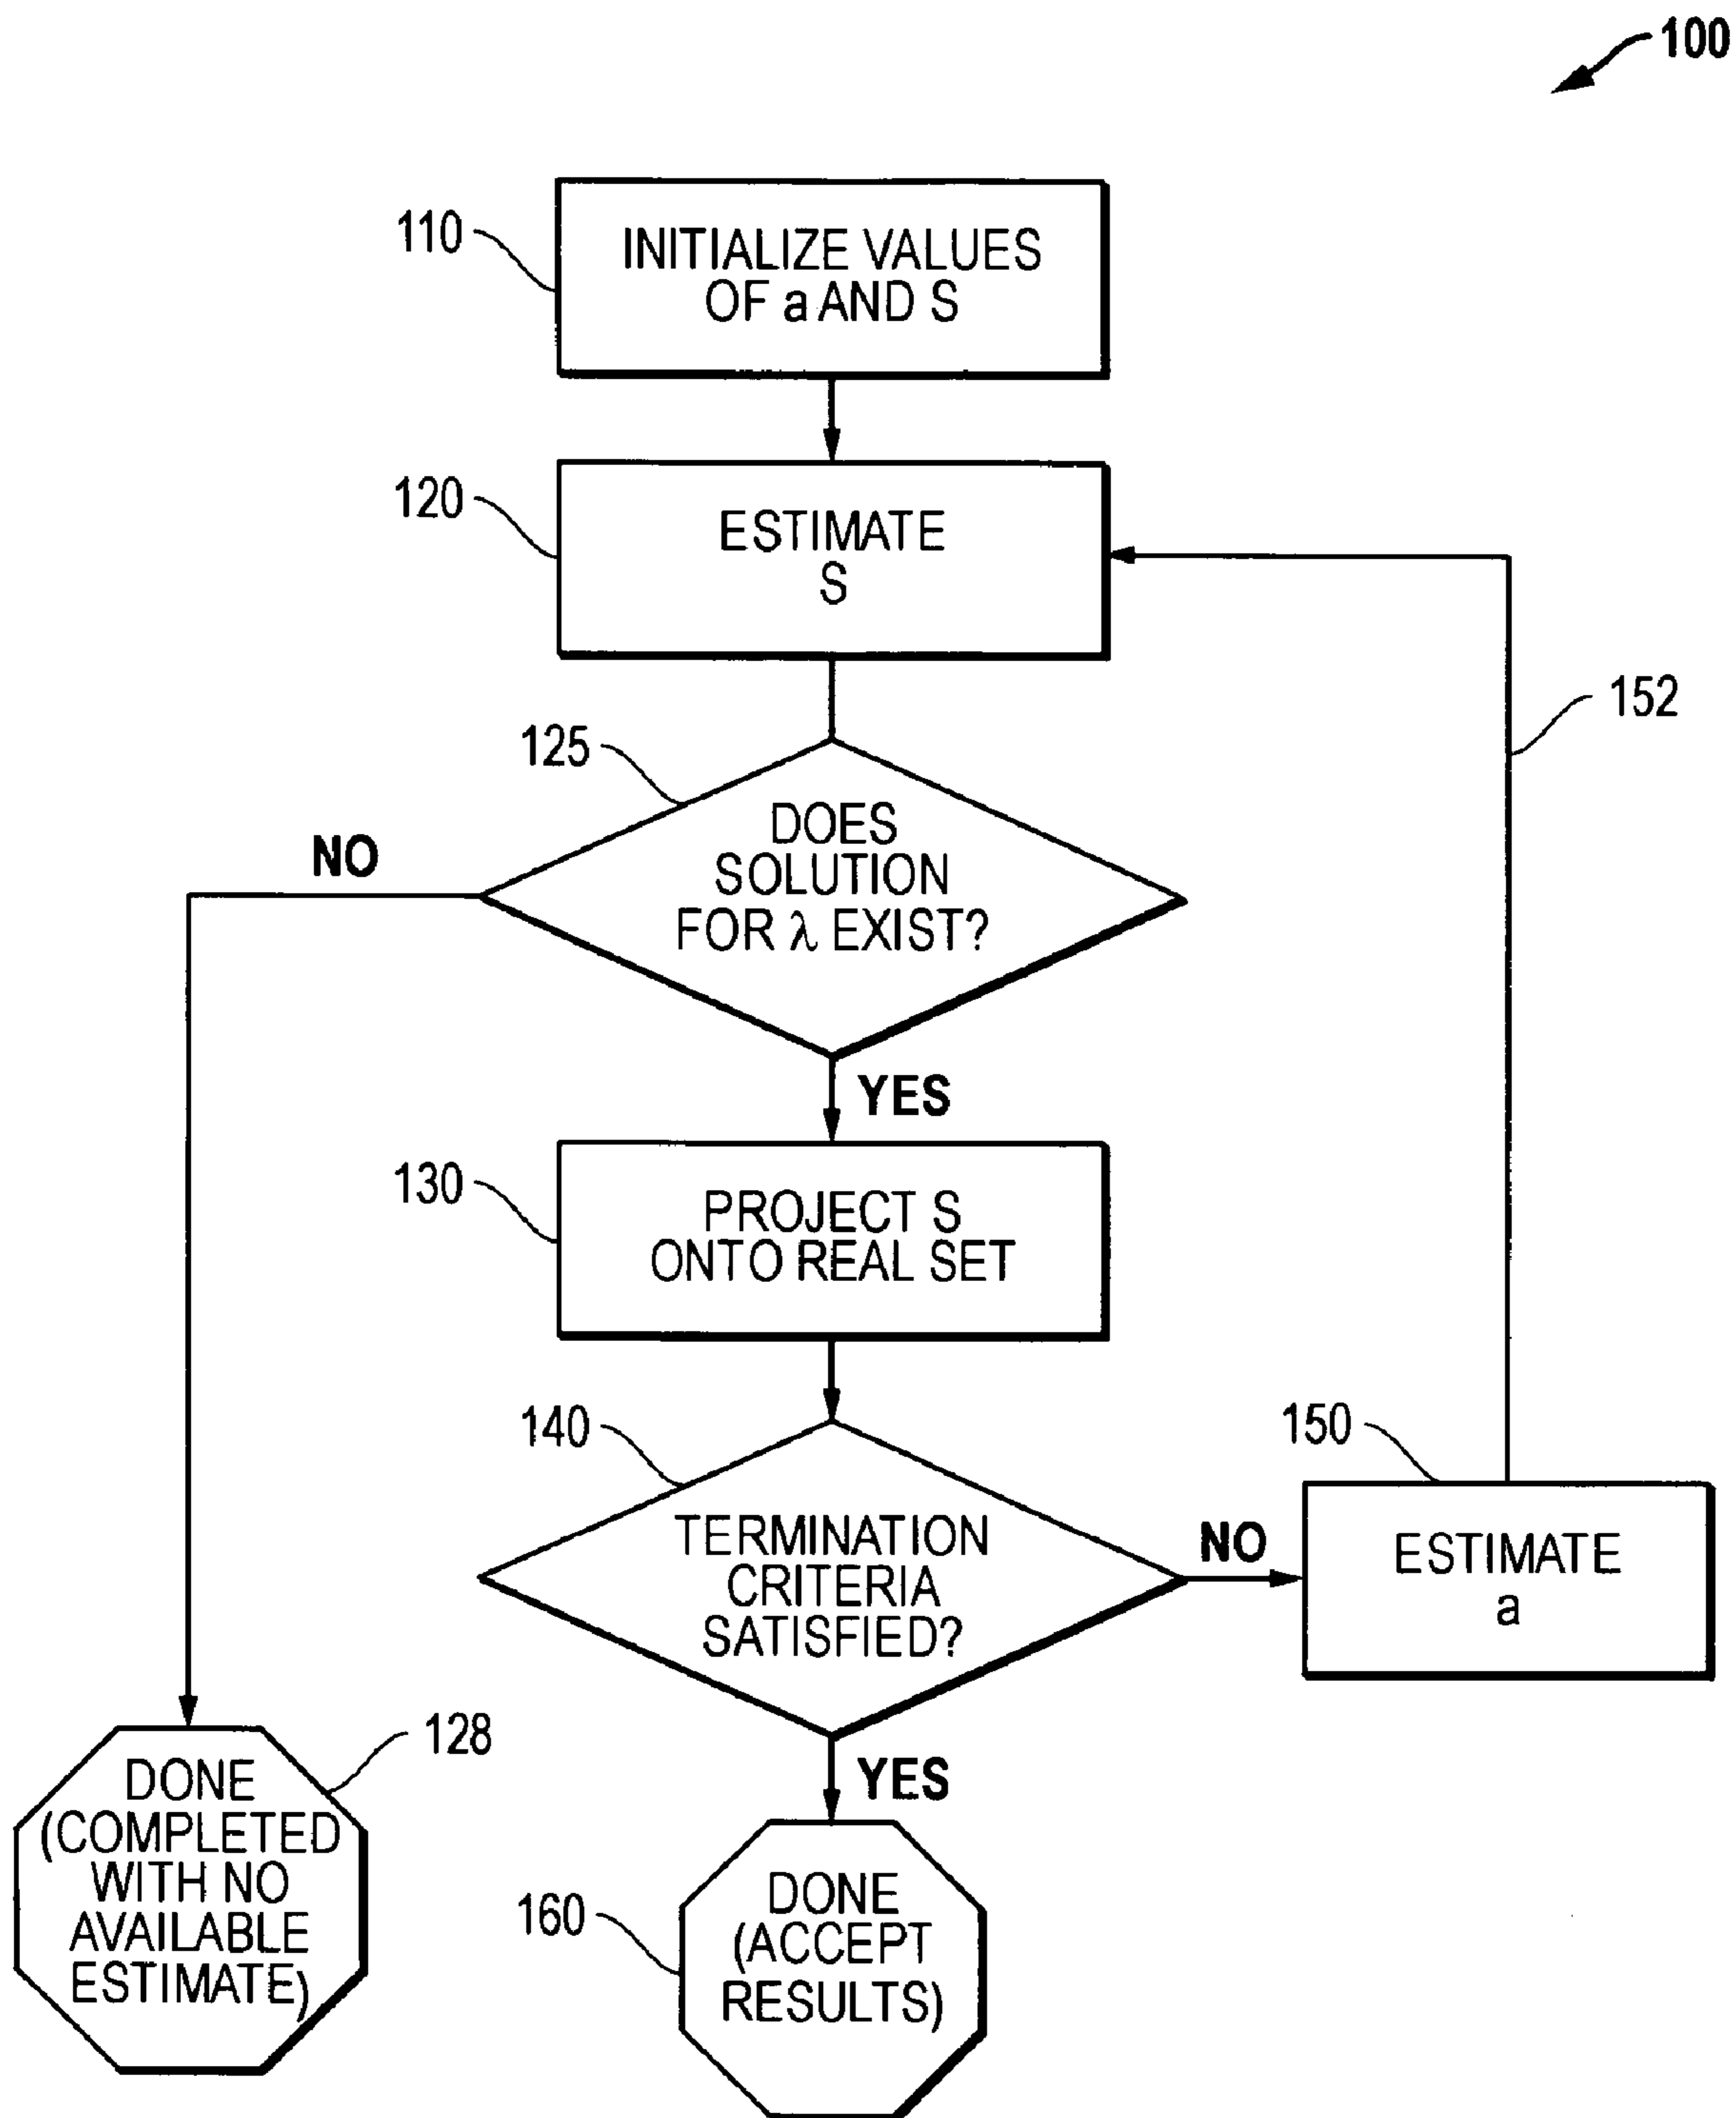 100
110
INITIALIZE VALUES
OF a AND S
120
ESTIMATE
S
152
125
DOES
SOLUTION
FOR λ EXIST?
NO
YES
130
PROJECT S
ONTO REAL SET
140
TERMINATION
CRITERIA
SATISFIED?
NO
150
ESTIMATE
a
YES
128
DONE
(COMPLETED
WITH NO
AVAILABLE
ESTIMATE)
160
DONE
(ACCEPT
RESULTS)